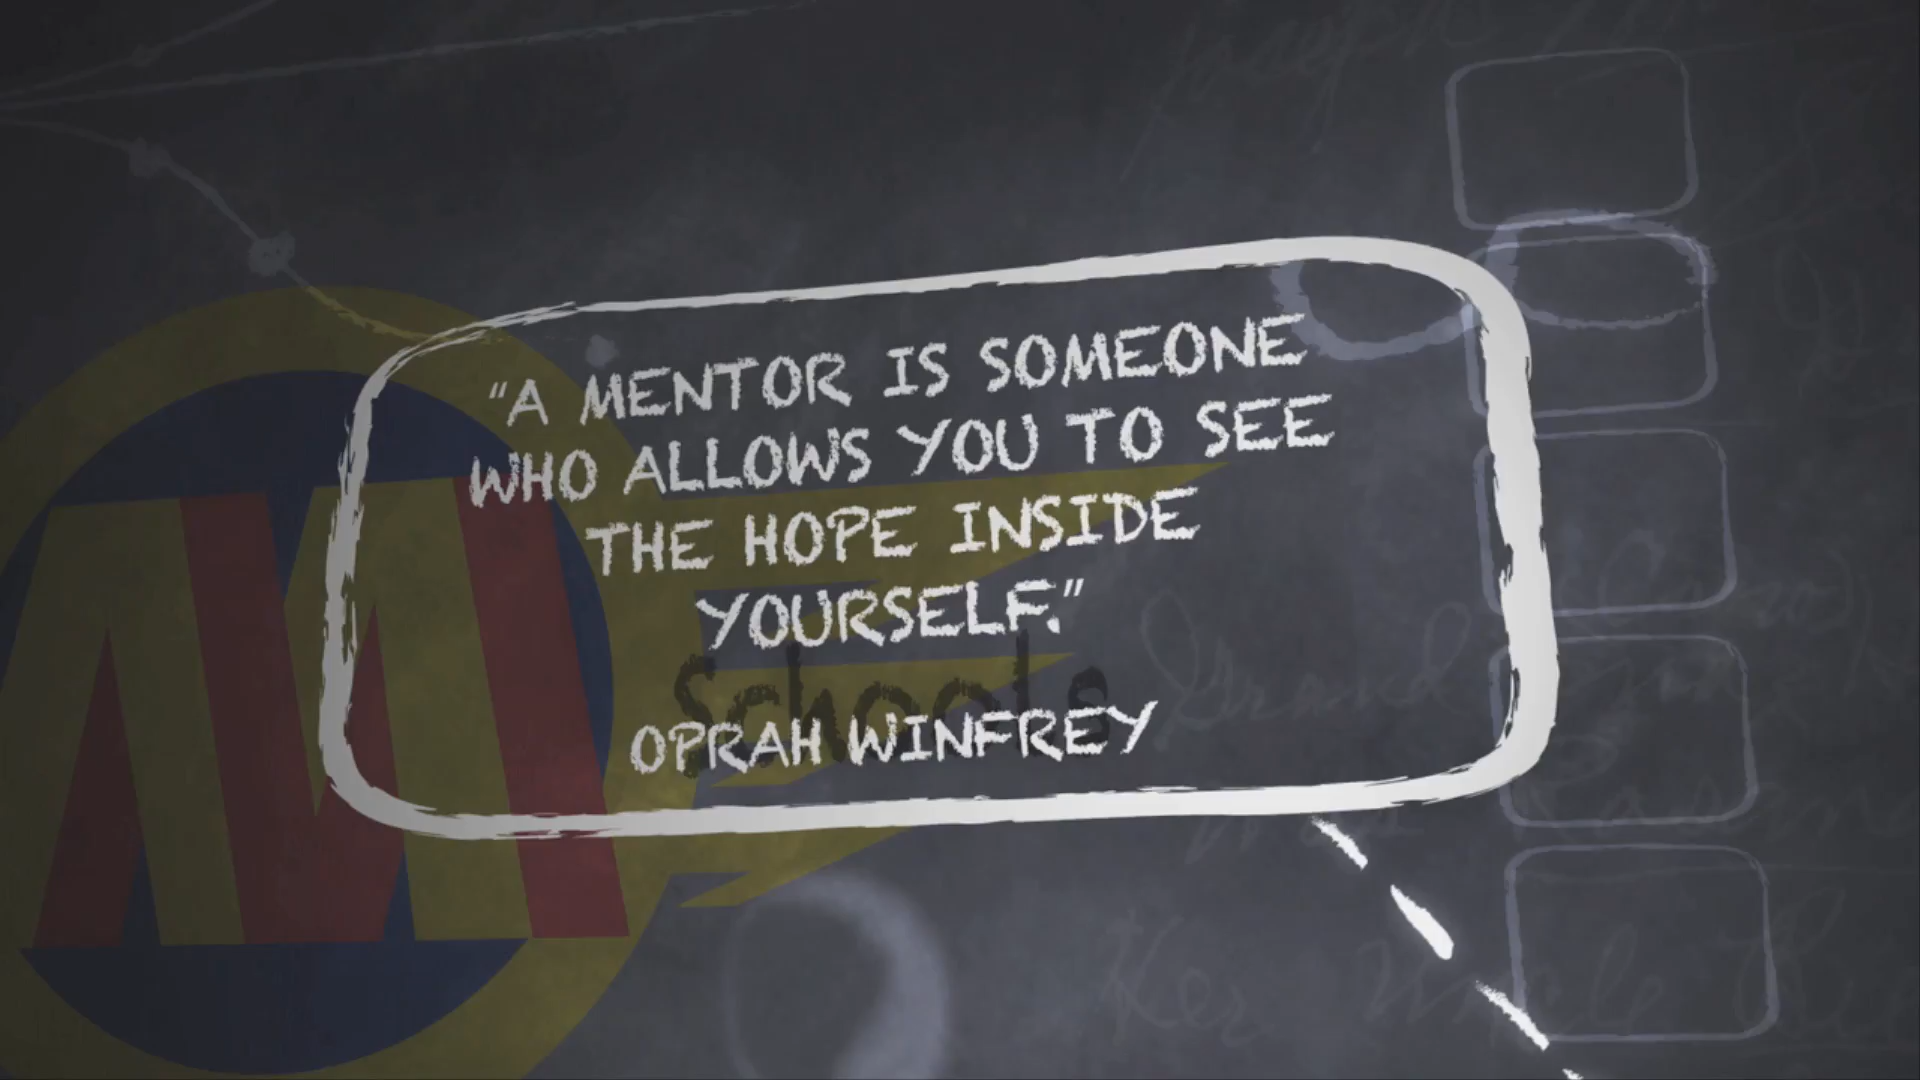 "A MENTOR IS SOMEONE
WHO ALLOWS YOU TO SEE
THE HOPE INSIDE
YOURSELF."
Schools
OPRAH WINFREY